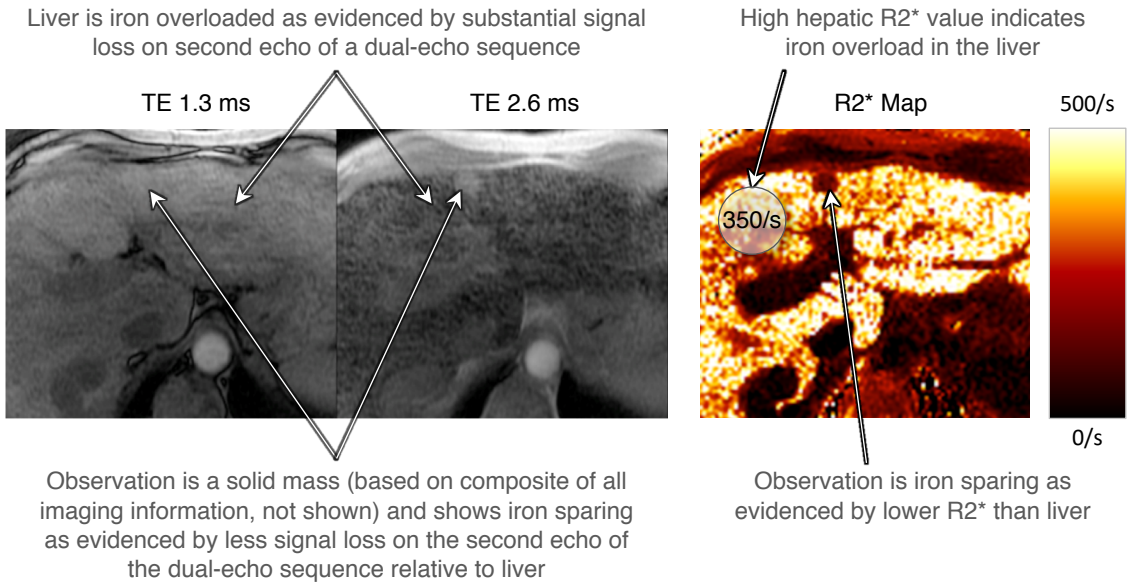 Liver is iron overloaded as evidenced by substantial signal
loss on second echo of a dual-echo sequence
High hepatic R2* value indicates
iron overload in the liver
TE 1.3 ms
TE 2.6 ms
R2* Map
500/s
350/s
0/s
Observation is a solid mass (based on composite of all
imaging information, not shown) and shows iron sparing
as evidenced by less signal loss on the second echo of
the dual-echo sequence relative to liver
Observation is iron sparing as
evidenced by lower R2* than liver